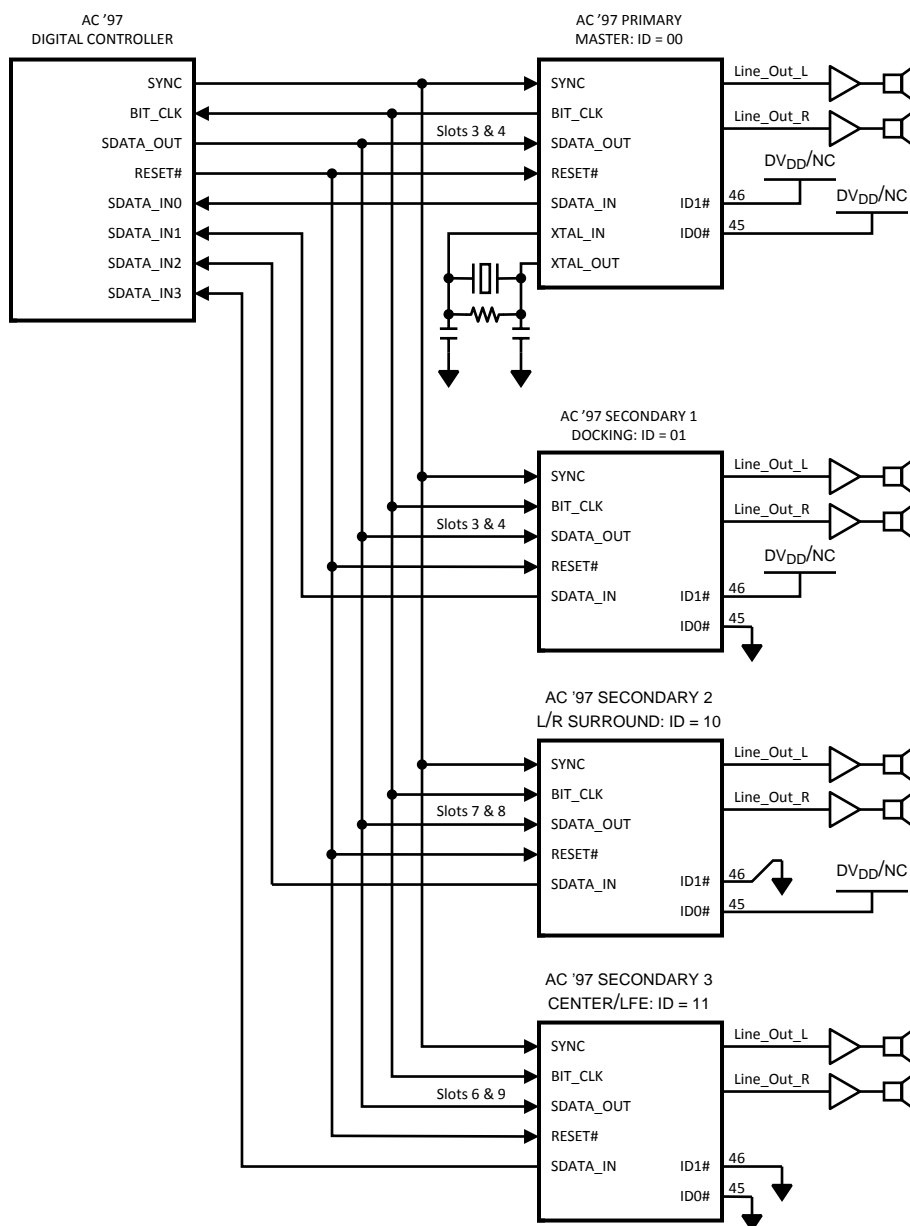 AC '97
DIGITAL CONTROLLER
SYNC
BIT_CLK
SDATA_OUT
RESET#
SDATA_IN0
SDATA_IN1
SDATA_IN2
SDATA_IN3
AC '97 PRIMARY
MASTER: ID = 00
Slots 3 & 4
SYNC
BIT_CLK
SDATA_OUT
RESET#
SDATA_IN
XTAL_IN
XTAL_OUT
ID1#
ID0#
46
45
Line_Out_L
Line_Out_R
DVDD/NC
DVDD/NC
AC '97 SECONDARY 1
DOCKING: ID = 01
Slots 3 & 4
SYNC
BIT_CLK
SDATA_OUT
RESET#
SDATA_IN
ID1#
ID0#
46
45
Line_Out_L
Line_Out_R
DVDD/NC
AC '97 SECONDARY 2
L/R SURROUND: ID = 10
Slots 7 & 8
SYNC
BIT_CLK
SDATA_OUT
RESET#
SDATA_IN
ID1#
ID0#
46
45
Line_Out_L
Line_Out_R
DVDD/NC
AC '97 SECONDARY 3
CENTER/LFE: ID = 11
Slots 6 & 9
SYNC
BIT_CLK
SDATA_OUT
RESET#
SDATA_IN
ID1#
ID0#
46
45
Line_Out_L
Line_Out_R